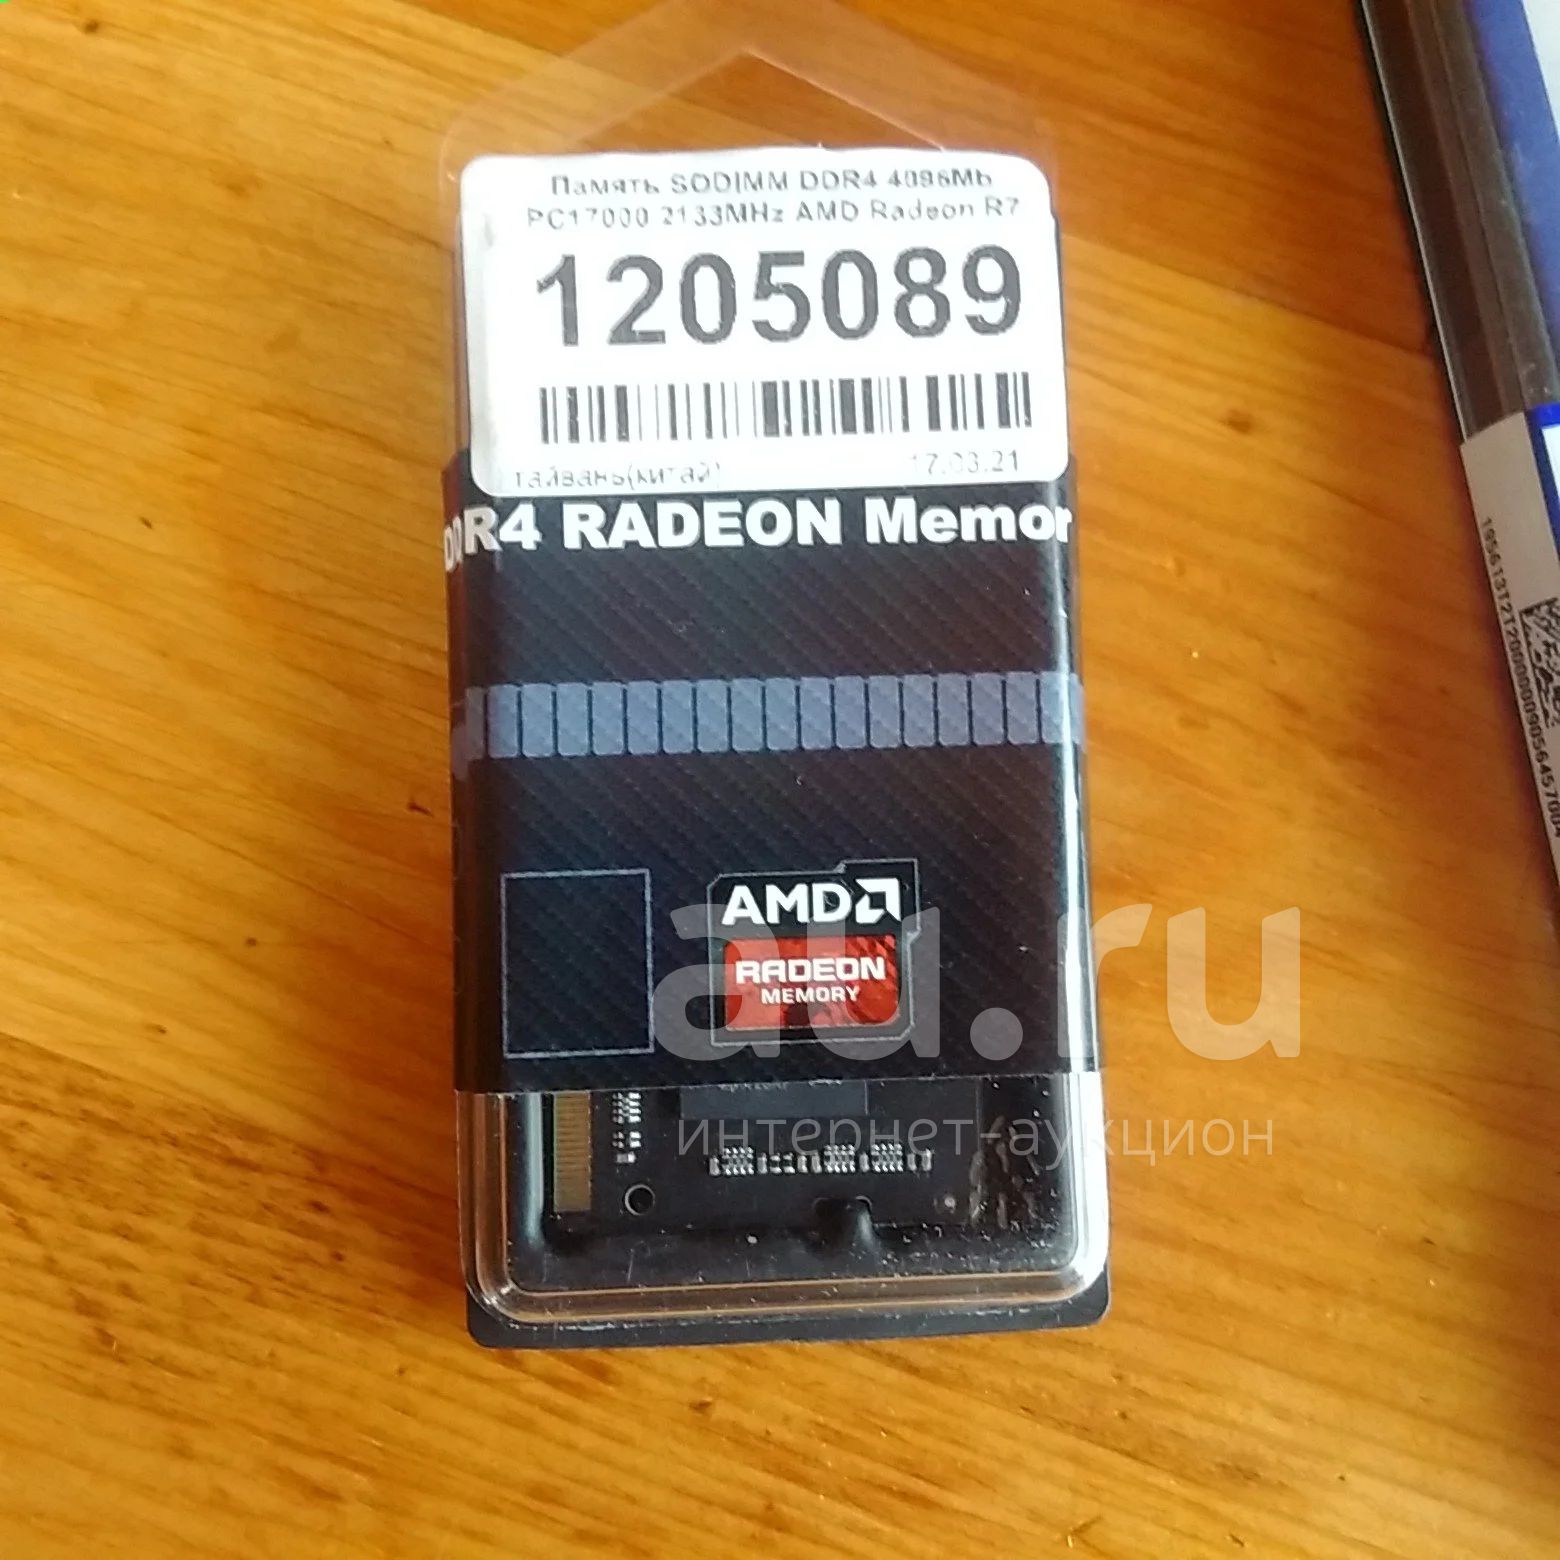 Память SODIMM DDR4 4096Mb
PC17000 2133MHz AMD Radeon R7
1205089
тайвань(китай) 17.03.21
DDR4 RADEON Memor
AMD
RADEON
MEMORY
au.ru
интернет-аукцион